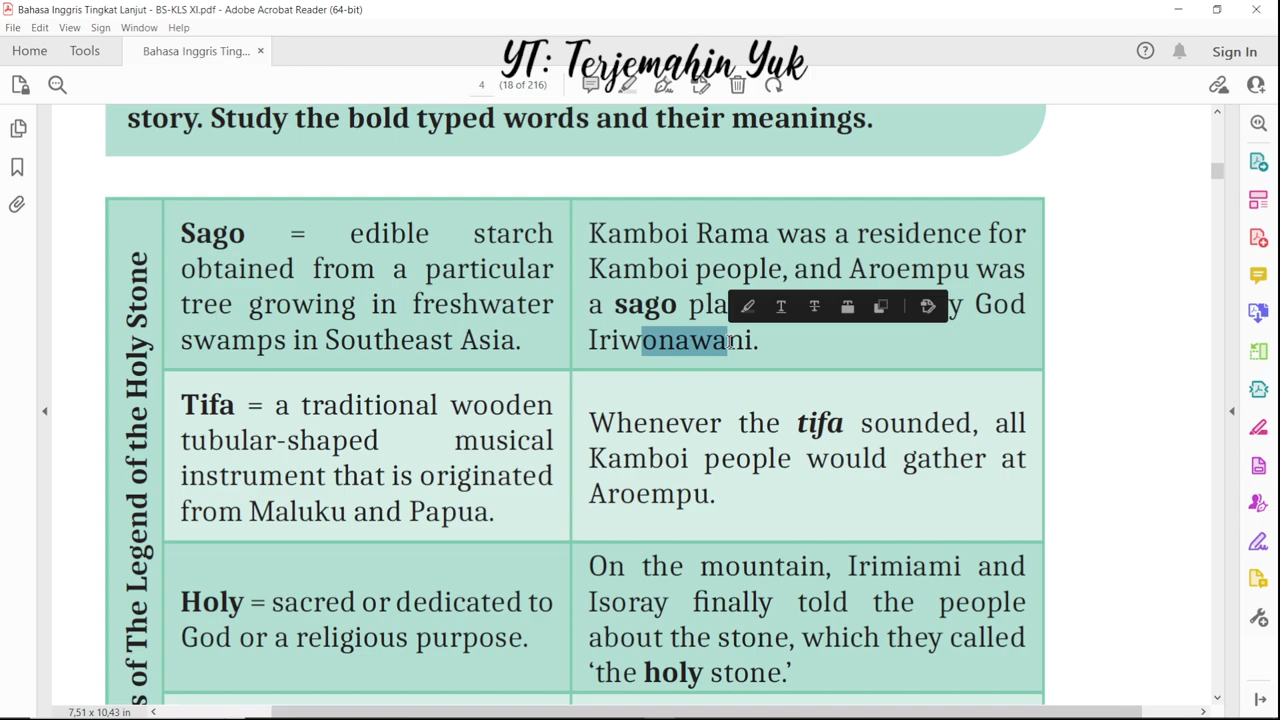 Bahasa Inggris Tingkat Lanjut - BS-KLS XI.pdf - Adobe Acrobat Reader (64-bit)
File Edit View Sign Window Help
Home Tools Bahasa Inggris Ting... × Sign In
YT: Terjemahin Yuk
4 (18 of 216)
story. Study the bold typed words and their meanings.
s of The Legend of the Holy Stone
Sago = edible starch
obtained from a particular
tree growing in freshwater
swamps in Southeast Asia.
Kamboi Rama was a residence for
Kamboi people, and Aroempu was
a sago pla y God
Iriwonawani.
Tifa = a traditional wooden
tubular-shaped musical
instrument that is originated
from Maluku and Papua.
Whenever the tifa sounded, all
Kamboi people would gather at
Aroempu.
Holy = sacred or dedicated to
God or a religious purpose.
On the mountain, Irimiami and
Isoray finally told the people
about the stone, which they called
‘the holy stone.’
7,51 x 10,43 in